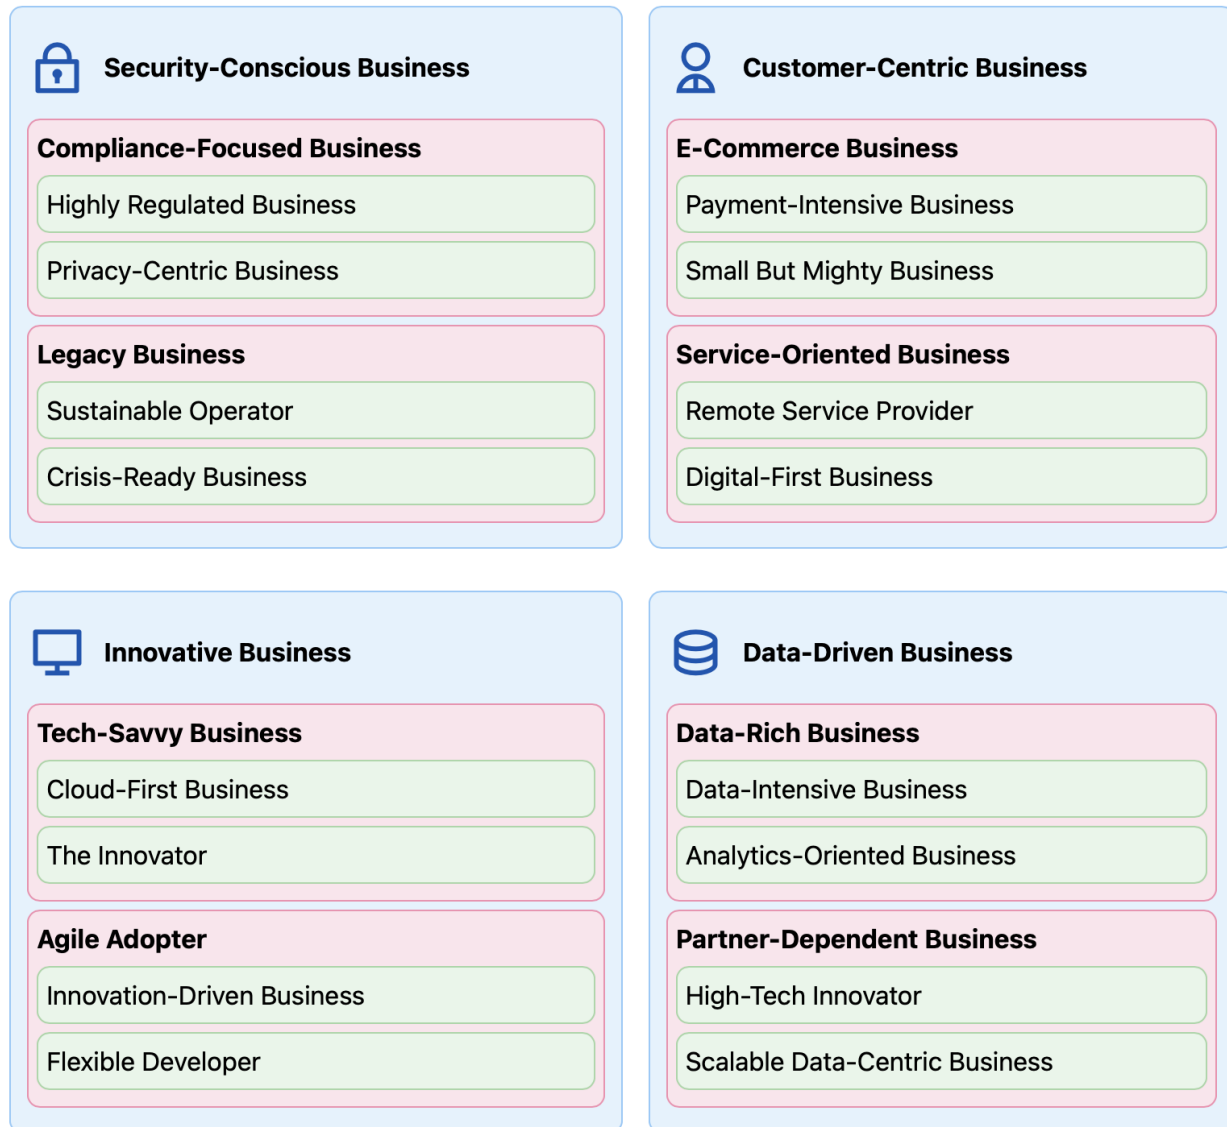 Security-Conscious Business
Compliance-Focused Business
Highly Regulated Business
Privacy-Centric Business
Legacy Business
Sustainable Operator
Crisis-Ready Business
Customer-Centric Business
E-Commerce Business
Payment-Intensive Business
Small But Mighty Business
Service-Oriented Business
Remote Service Provider
Digital-First Business
Innovative Business
Tech-Savvy Business
Cloud-First Business
The Innovator
Agile Adopter
Innovation-Driven Business
Flexible Developer
Data-Driven Business
Data-Rich Business
Data-Intensive Business
Analytics-Oriented Business
Partner-Dependent Business
High-Tech Innovator
Scalable Data-Centric Business